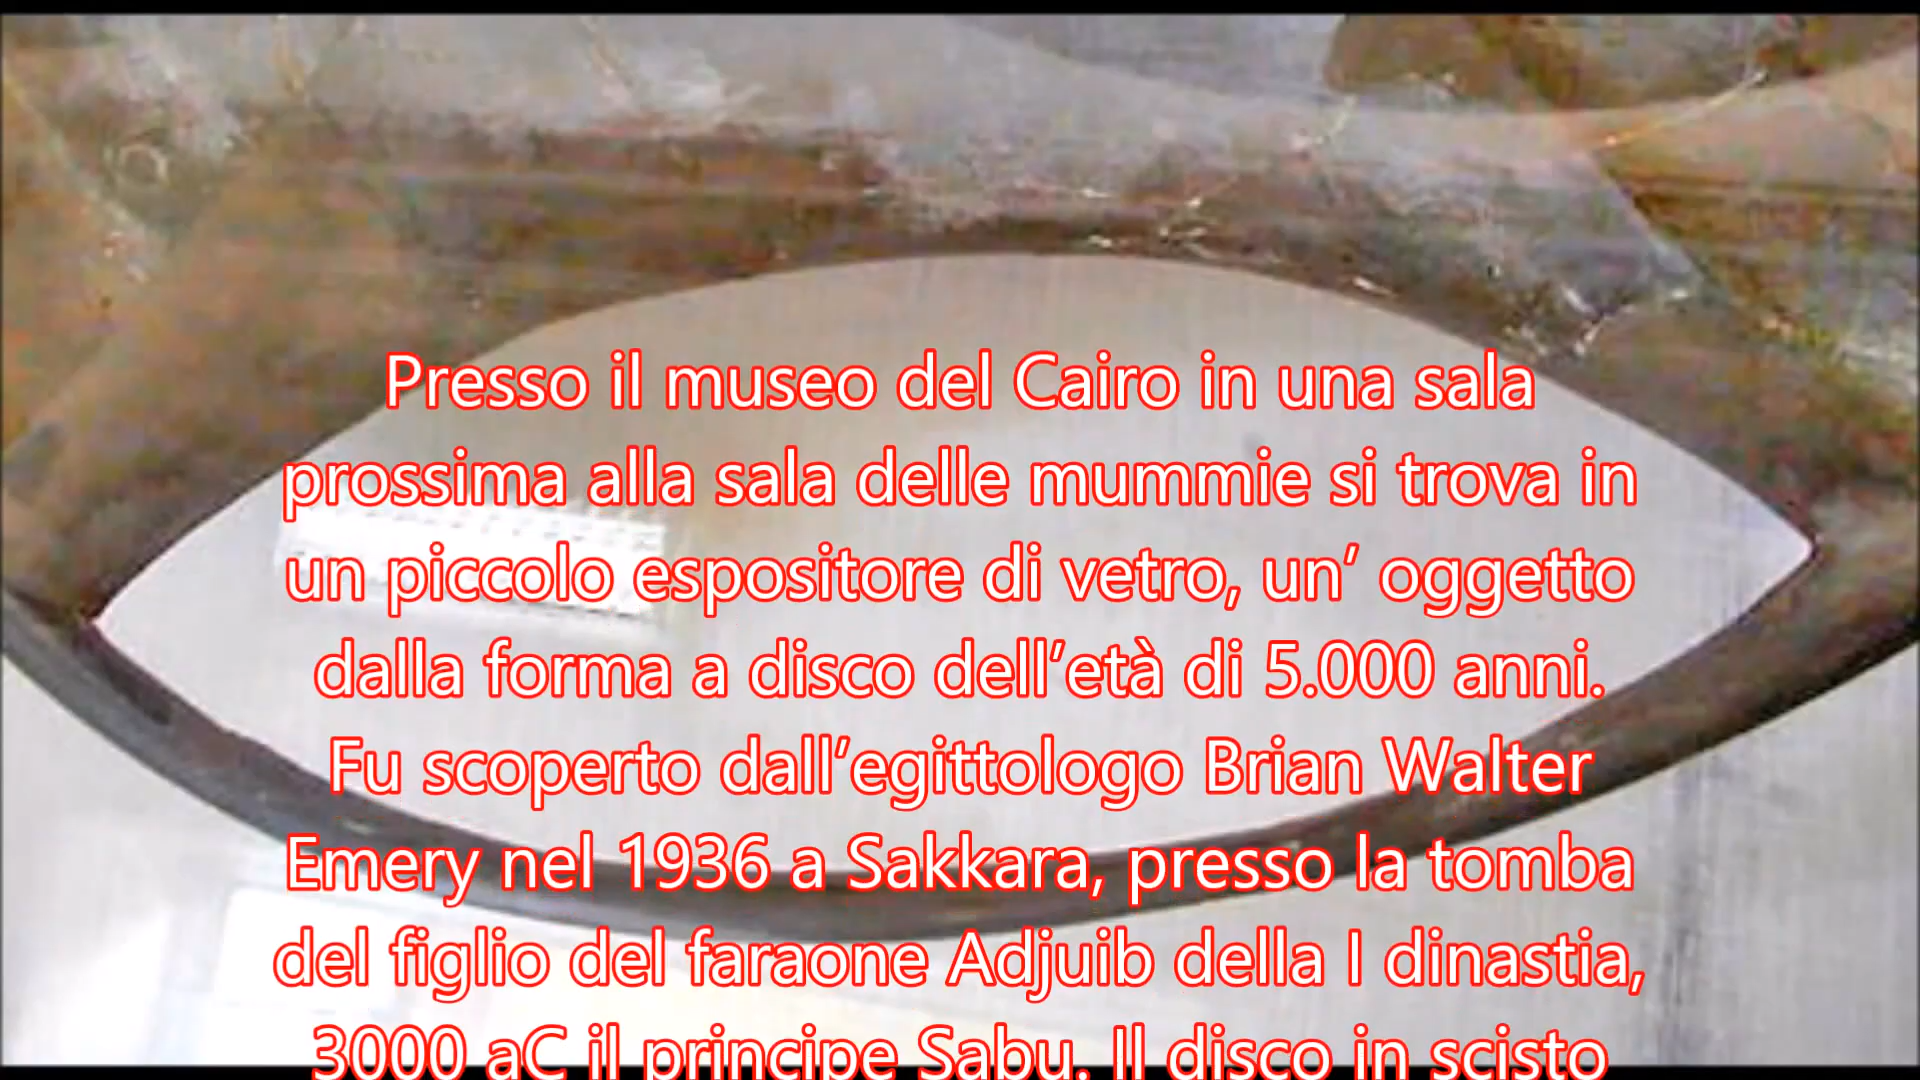 Presso il museo del Cairo in una sala
prossima alla sala delle mummie si trova in
un piccolo espositore di vetro, un’ oggetto
dalla forma a disco dell’età di 5.000 anni.
Fu scoperto dall’egittologo Brian Walter
Emery nel 1936 a Sakkara, presso la tomba
del figlio del faraone Adjuib della I dinastia,
3000 aC il principe Sabu. Il disco in scisto